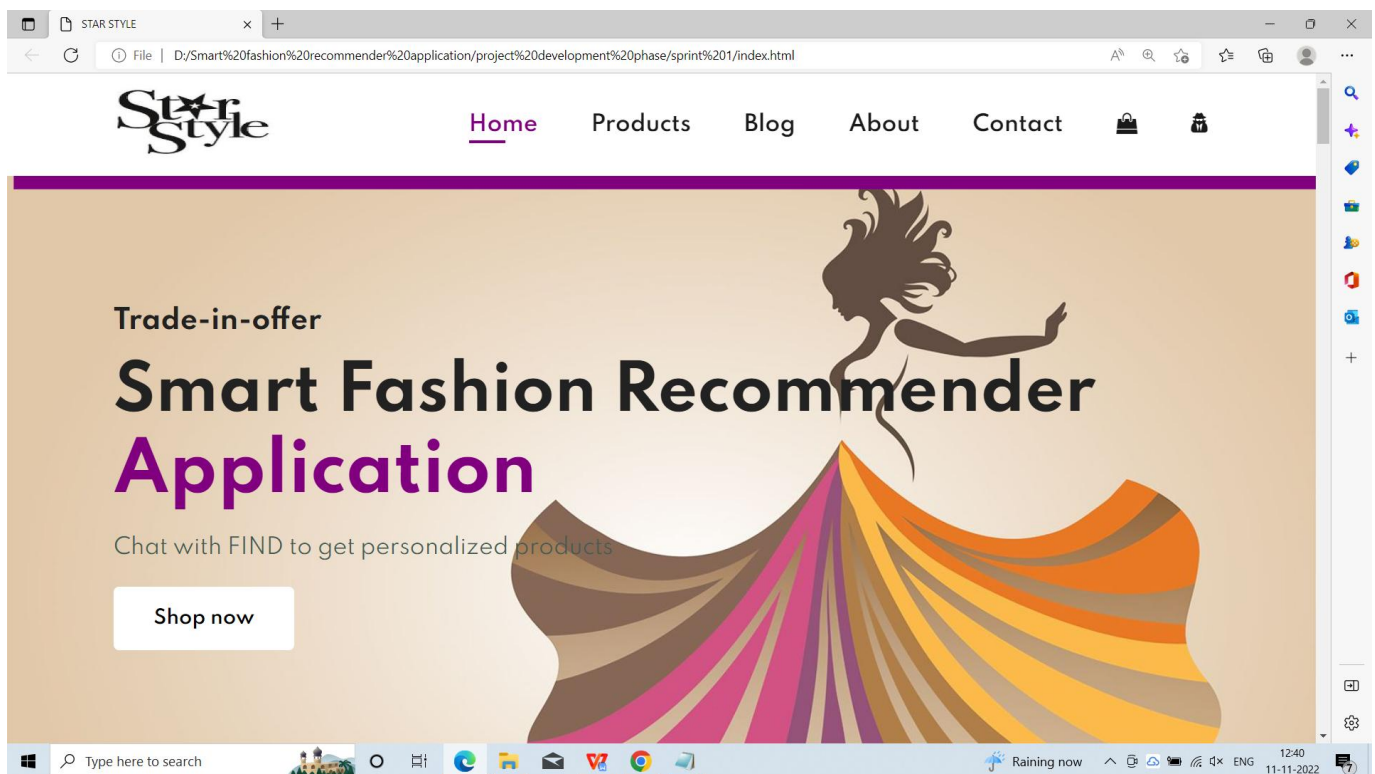 STAR STYLE
File | D:/Smart%20fashion%20recommender%20application/project%20development%20phase/sprint%201/index.html
Star
Style
Home Products Blog About Contact
Trade-in-offer
Smart Fashion Recommender
Application
Chat with FIND to get personalized products
Shop now
Type here to search
Raining now
ENG
12:40
11-11-2022
7